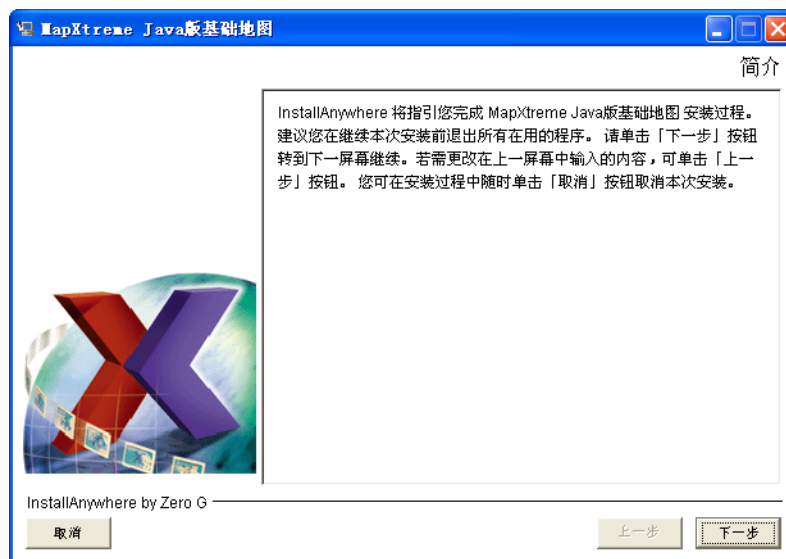 MapXtreme Java版基础地图
简介
InstallAnywhere 将指引您完成 MapXtreme Java版基础地图 安装过程。
建议您在继续本次安装前退出所有在用的程序。 请单击「下一步」按钮
转到下一屏幕继续。若需更改在上一屏幕中输入的内容，可单击「上一
步」按钮。 您可在安装过程中随时单击「取消」按钮取消本次安装。
InstallAnywhere by Zero G
取消
上一步
下一步